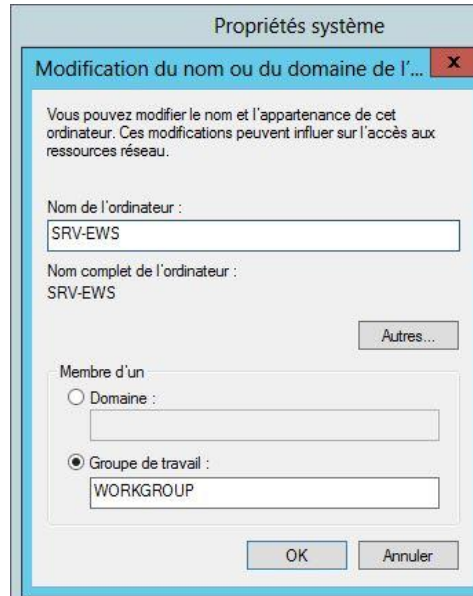 Propriétés système
Modification du nom ou du domaine de l'...
x
Vous pouvez modifier le nom et l'appartenance de cet
ordinateur. Ces modifications peuvent influer sur l'accès aux
ressources réseau.
Nom de l'ordinateur :
SRV-EWS
Nom complet de l'ordinateur :
SRV-EWS
Autres...
Membre d'un
Domaine :
Groupe de travail :
WORKGROUP
OK
Annuler